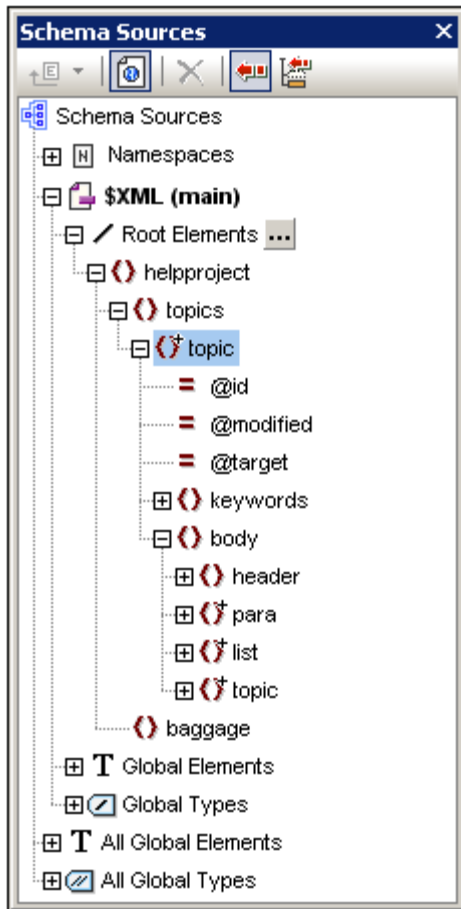 Schema Sources
E
Schema Sources
N Namespaces
$XML (main)
Root Elements ...
helpproject
topics
topic
= @id
= @modified
= @target
keywords
body
header
para
list
topic
baggage
T Global Elements
Global Types
T All Global Elements
All Global Types